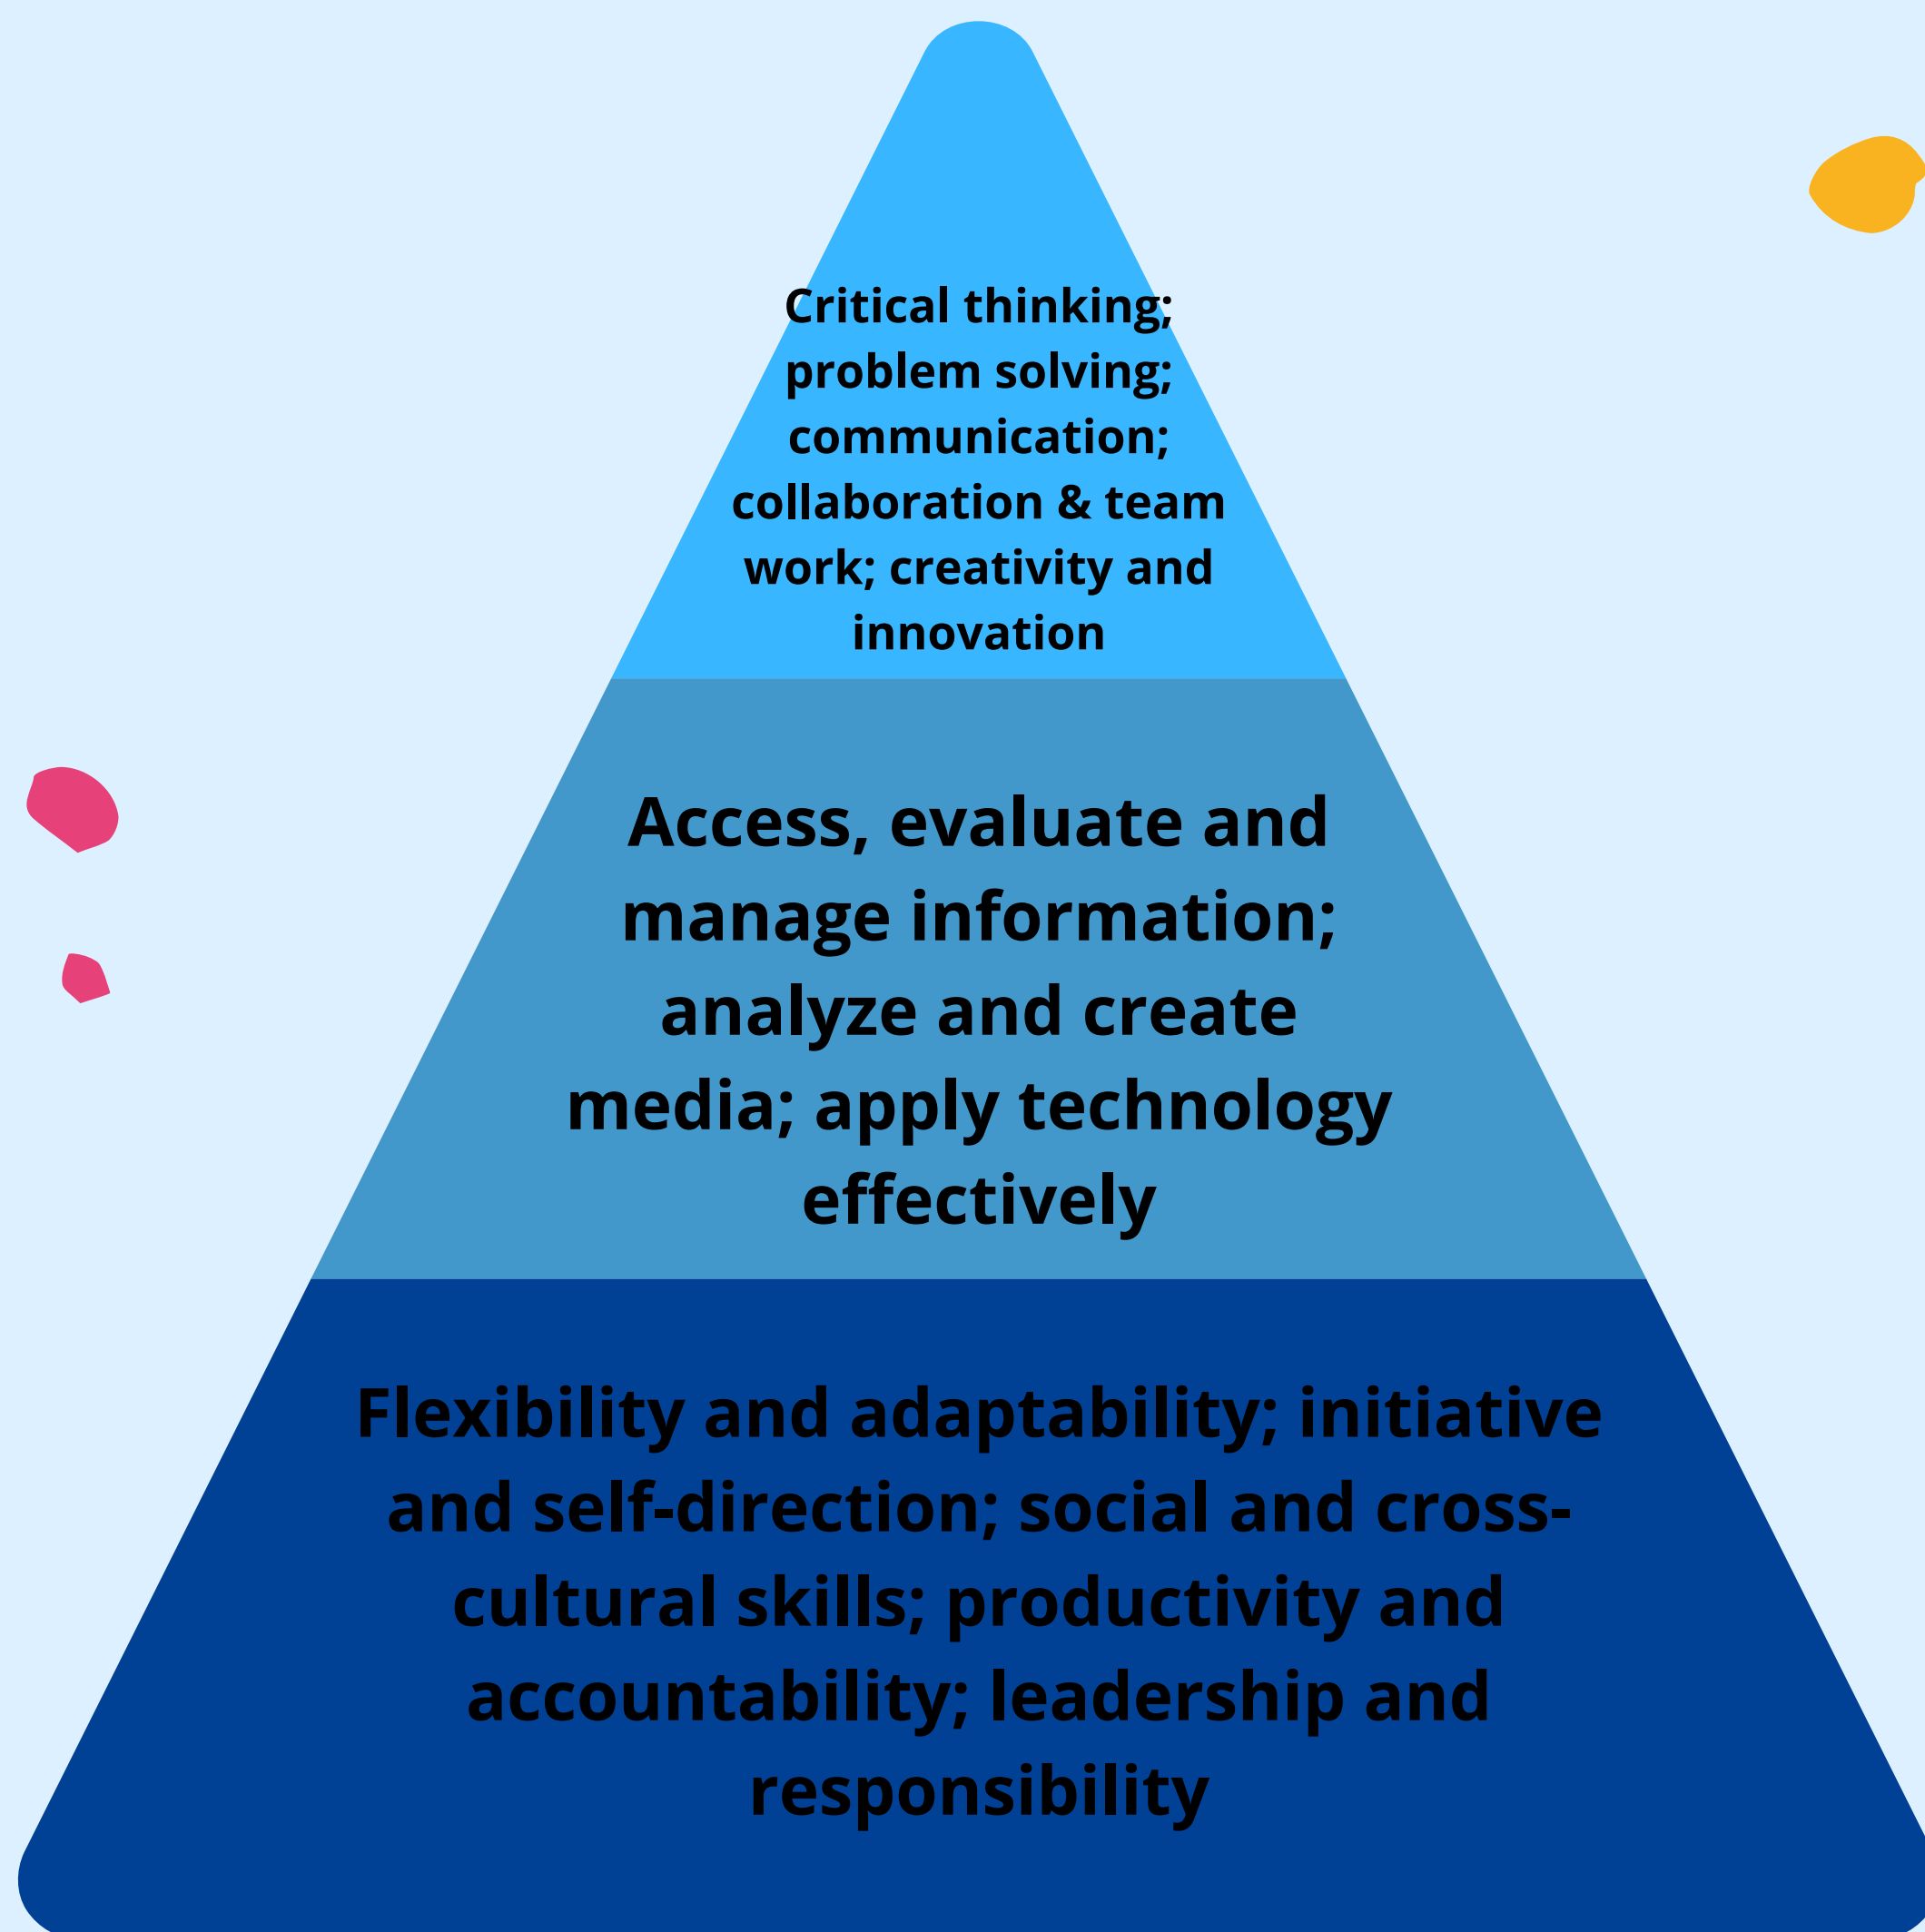 Critical thinking;
problem solving;
communication;
collaboration & team
work; creativity and
innovation
Access, evaluate and
manage information;
analyze and create
media; apply technology
effectively
Flexibility and adaptability; initiative
and self-direction; social and cross-
cultural skills; productivity and
accountability; leadership and
responsibility